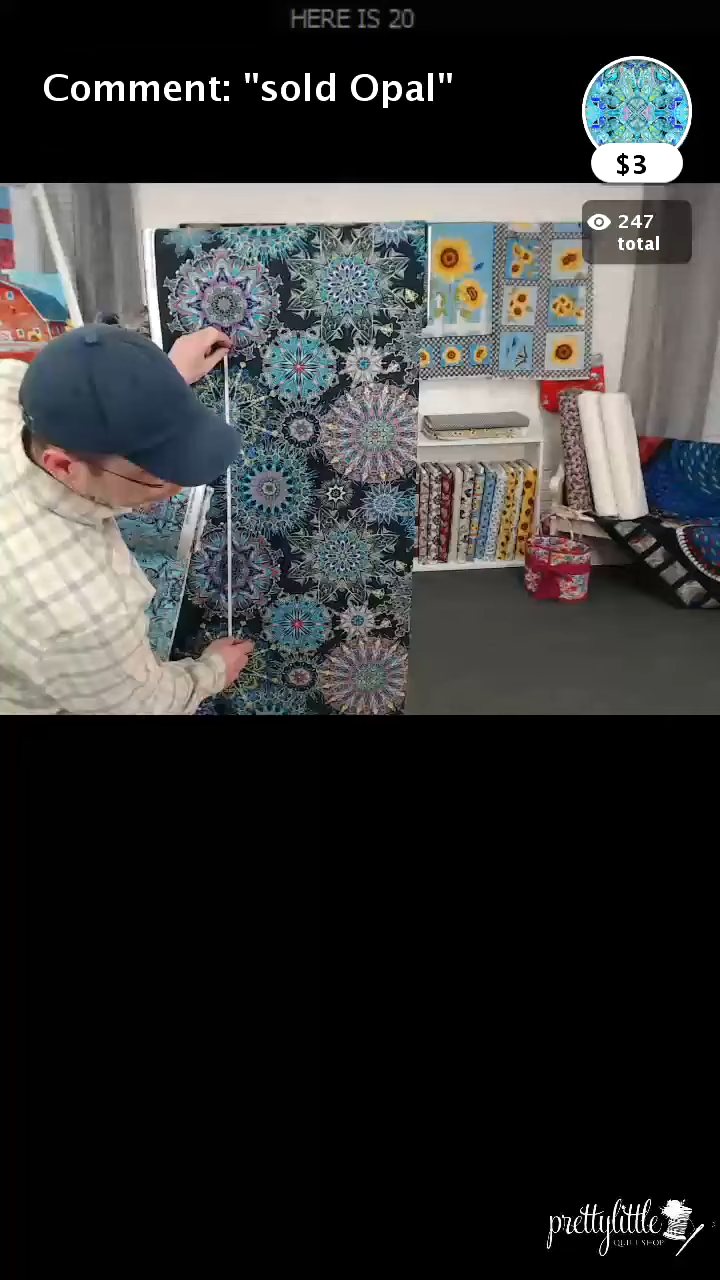 HERE IS 20
Comment: "sold Opal"
$3
247
total
prettylittle
QUILT SHOP